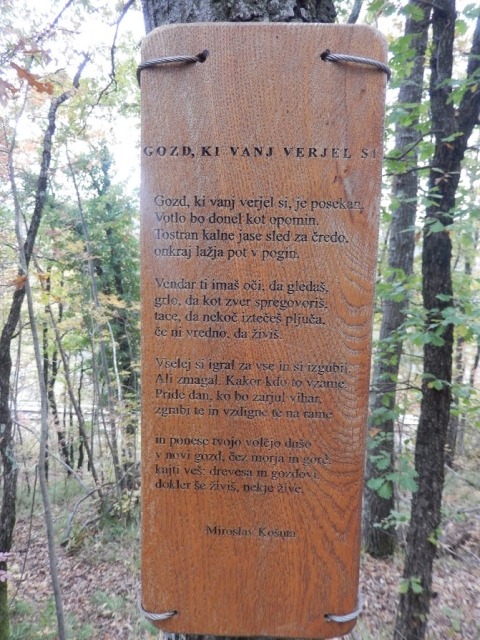 GOZD, KI VANJ VERJEL SI
Gozd, ki vanj verjel si, je posekan.
Votlo bo donel kot opomin.
Tostran kalne jase sled za čredo,
onkraj lažja pot v pogin.
Vendar ti imaš oči, da gledaš,
grlo, da kot zver spregovoriš,
tace, da nekoč iztečeš pljuča,
če ni vredno, da živiš.
Vselej si igral za vse in si izgubil.
Ali zmagal. Kakor kdo to vzame.
Pride dan, ko bo zarjul vihar,
zgrabi te in vzdigne te na rame
in ponese tvojo volčjo dušo
v novi gozd, čez morja in gore,
kajti veš: drevesa in gozdovi,
dokler še živiš, nekje žive.
Miroslav Košuta